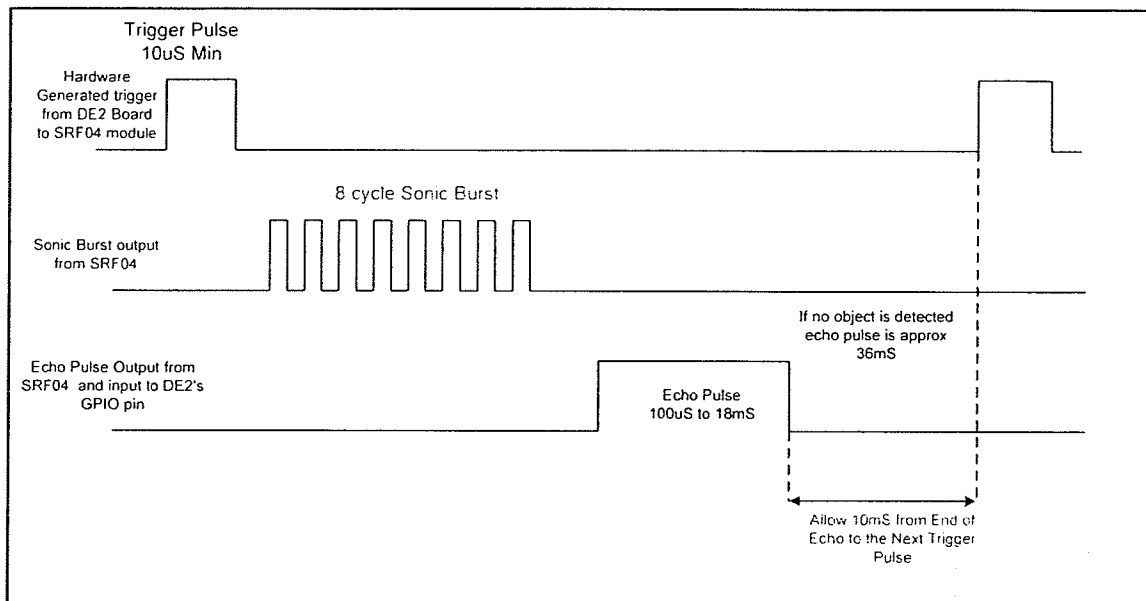 Trigger Pulse
10uS Min
Hardware
Generated trigger
from DE2 Board
to SRF04 module
8 cycle Sonic Burst
Sonic Burst output
from SRF04
If no object is detected
echo pulse is approx
36mS
Echo Pulse Output from
SRF04 and input to DE2's
GPIO pin
Echo Pulse
100uS to 18mS
Allow 10mS from End of
Echo to the Next Trigger
Pulse